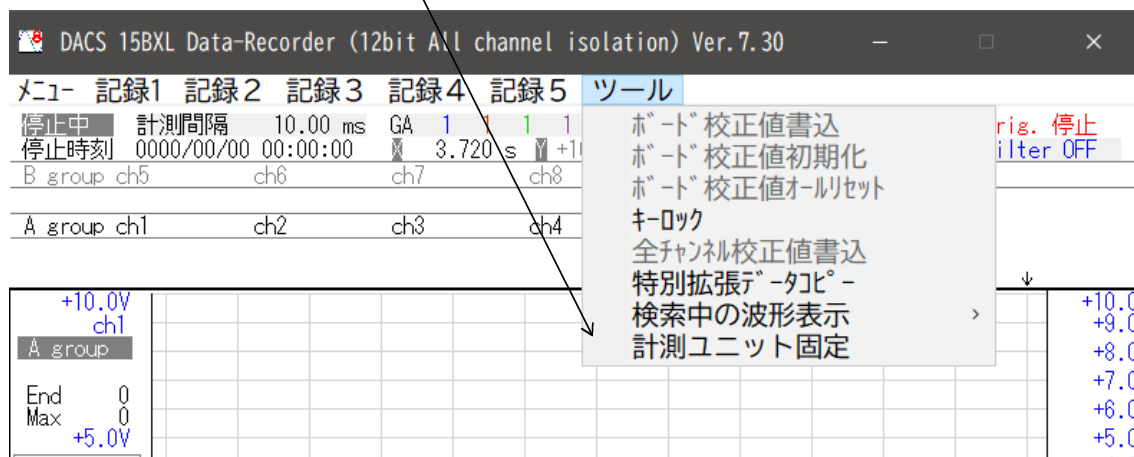 DACS 15BXL Data-Recorder (12bit All channel isolation) Ver.7.30
ﾒﾆｭｰ 記録1 記録2 記録3 記録4 記録5 ツール
停止中 計測間隔 10.00 ms GA 1 1 1 1 rig. 停止
停止時刻 0000/00/00 00:00:00 X 3.720 s Y +1 ilter OFF
B group ch5 ch6 ch7 ch8
A group ch1 ch2 ch3 ch4
ﾎﾞｰﾄﾞ校正値書込
ﾎﾞｰﾄﾞ校正値初期化
ﾎﾞｰﾄﾞ校正値ｵｰﾙﾘｾｯﾄ
ｷｰﾛｯｸ
全ﾁｬﾝﾈﾙ校正値書込
特別拡張ﾃﾞｰﾀｺﾋﾟｰ
検索中の波形表示
計測ユニット固定
+10.0V
ch1
A group
End 0
Max 0
+5.0V
+10.0
+9.0
+8.0
+7.0
+6.0
+5.0